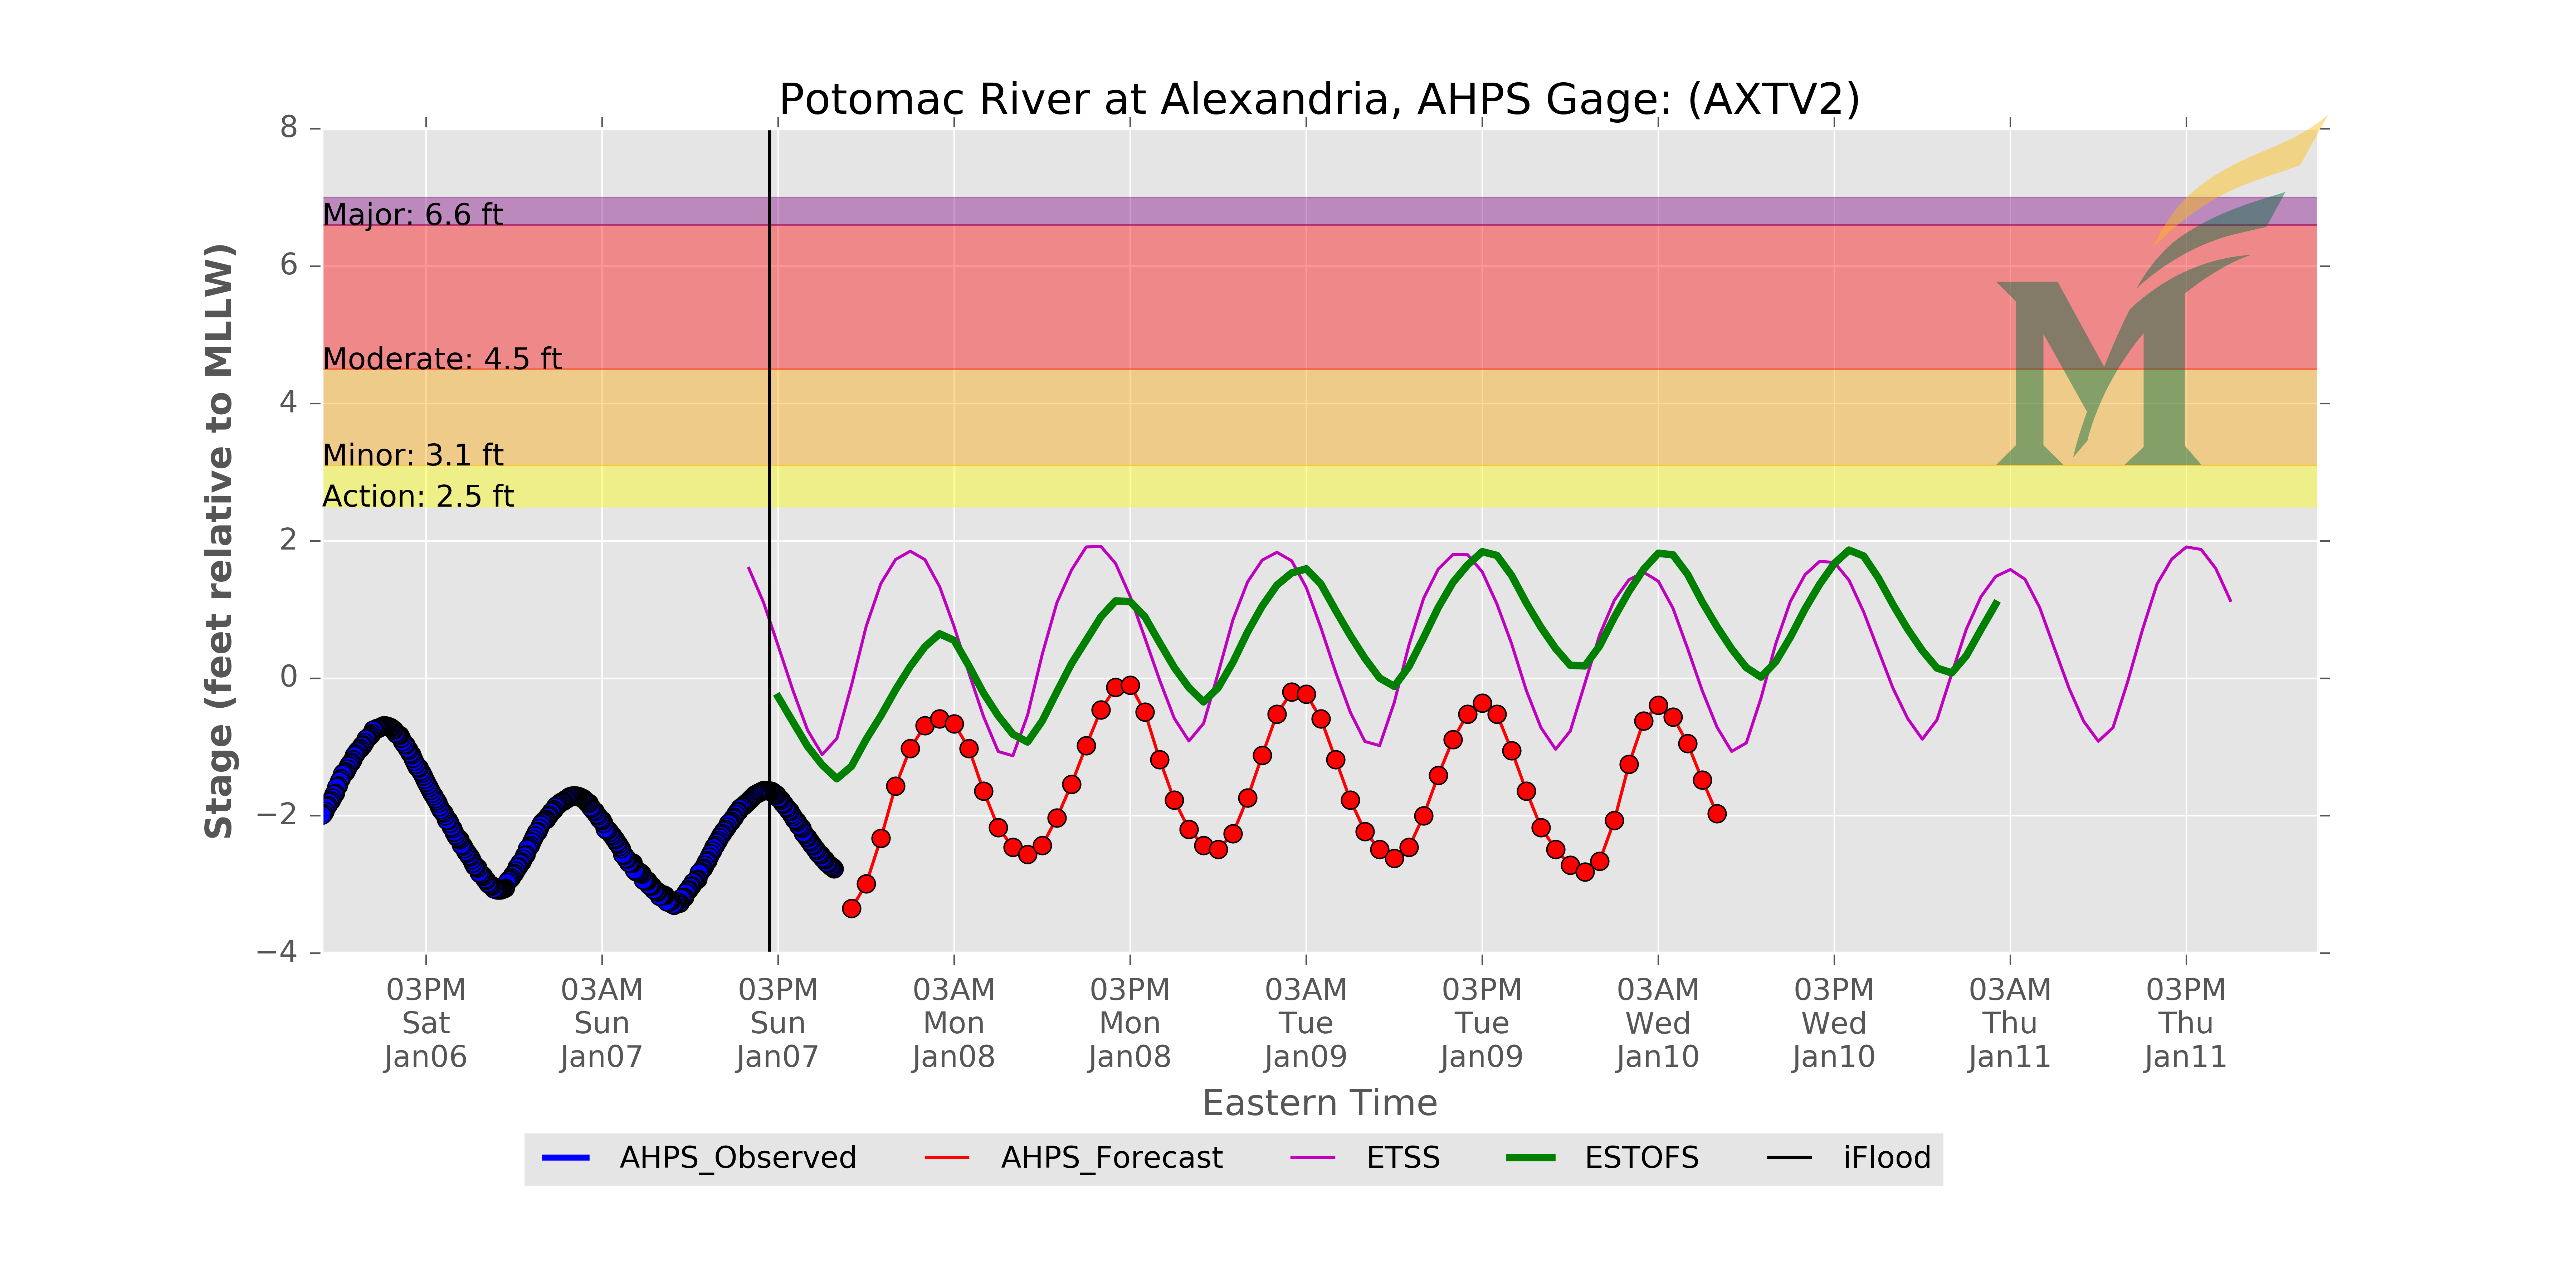 Potomac River at Alexandria, AHPS Gage: (AXTV2)
Stage (feet relative to MLLW)
8
6
4
2
0
−2
−4
Major: 6.6 ft
Moderate: 4.5 ft
Minor: 3.1 ft
Action: 2.5 ft
M
03PM 03AM 03PM 03AM 03PM 03AM 03PM 03AM 03PM 03AM 03PM
Sat Sun Sun Mon Mon Tue Tue Wed Wed Thu Thu
Jan06 Jan07 Jan07 Jan08 Jan08 Jan09 Jan09 Jan10 Jan10 Jan11 Jan11
Eastern Time
AHPS_Observed AHPS_Forecast ETSS ESTOFS iFlood